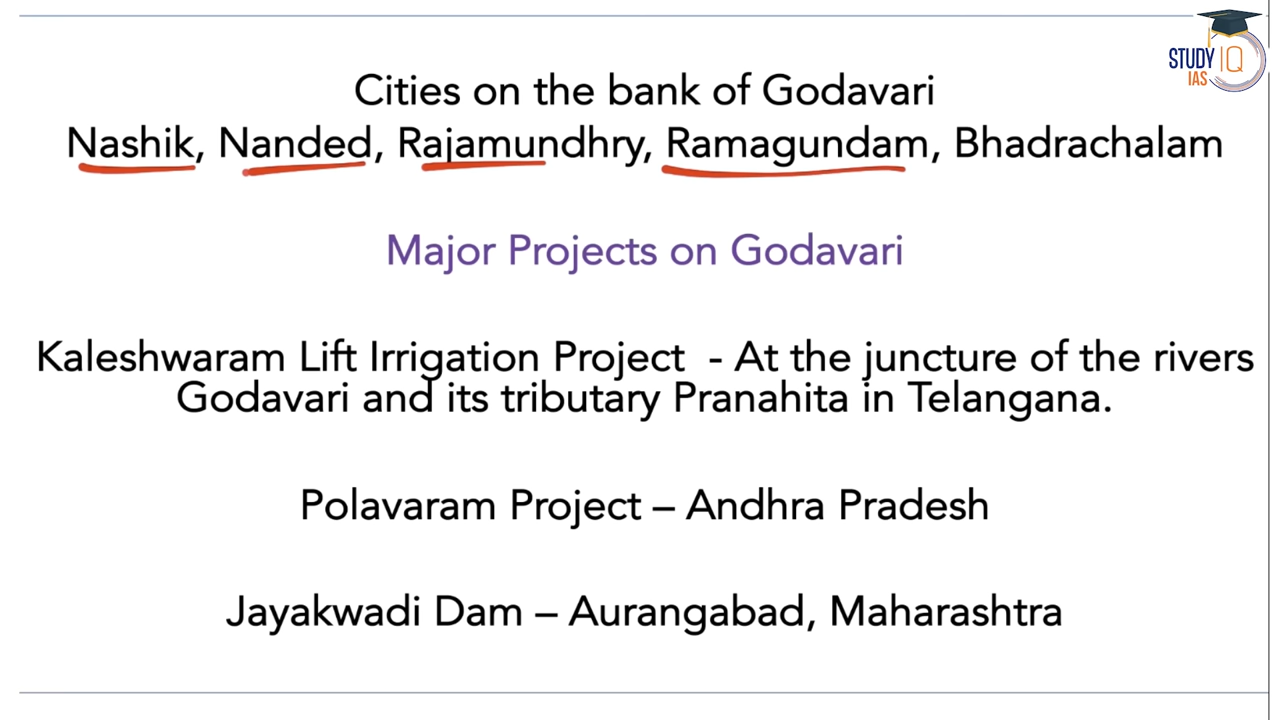 STUDY IQ
IAS
Cities on the bank of Godavari
Nashik, Nanded, Rajamundhry, Ramagundam, Bhadrachalam
Major Projects on Godavari
Kaleshwaram Lift Irrigation Project - At the juncture of the rivers
Godavari and its tributary Pranahita in Telangana.
Polavaram Project – Andhra Pradesh
Jayakwadi Dam – Aurangabad, Maharashtra